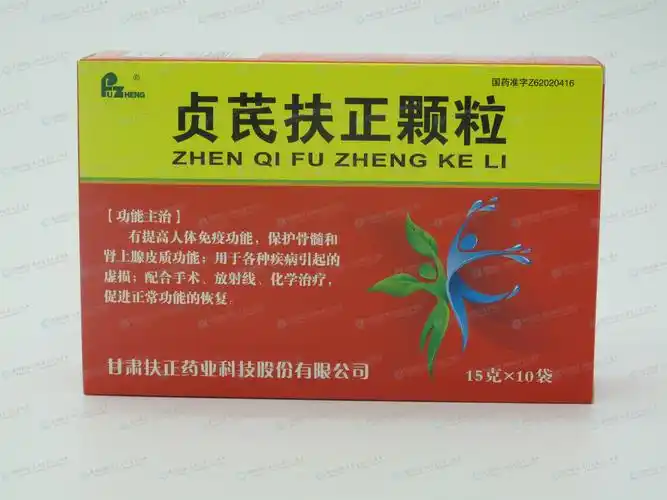 FUZHENG
®
国药准字Z62020416
贞芪扶正颗粒
ZHEN QI FU ZHENG KE LI
【功能主治】
有提高人体免疫功能，保护骨髓和
肾上腺皮质功能；用于各种疾病引起的
虚损；配合手术、放射线、化学治疗，
促进正常功能的恢复。
甘肃扶正药业科技股份有限公司
15克×10袋